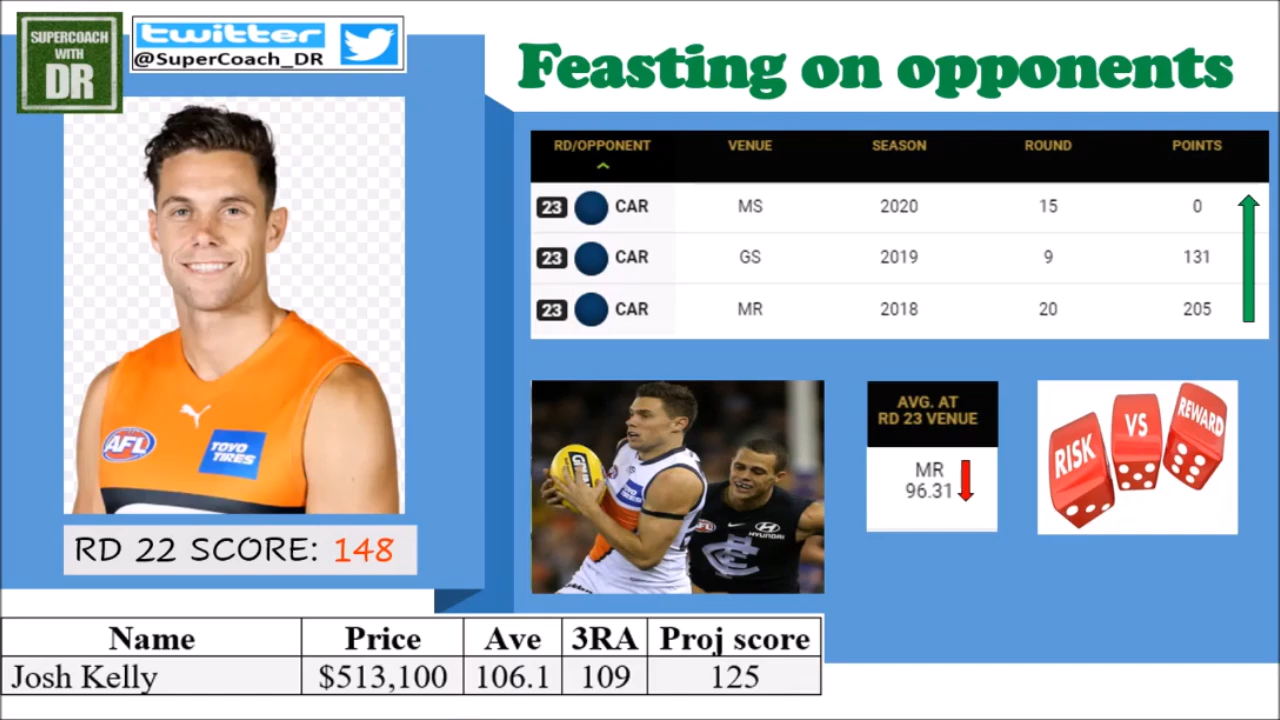 SUPERCOACH
WITH
DR
twitter
@SuperCoach_DR
Feasting on opponents
RD/OPPONENT VENUE SEASON ROUND POINTS
23 CAR MS 2020 15 0
23 CAR GS 2019 9 131
23 CAR MR 2018 20 205
AFL
TOYO
TIRES
AVG. AT
RD 23 VENUE
MR
96.31
RISK VS REWARD
HYUNDAI
RD 22 SCORE: 148
Name Price Ave 3RA Proj score
Josh Kelly $513,100 106.1 109 125